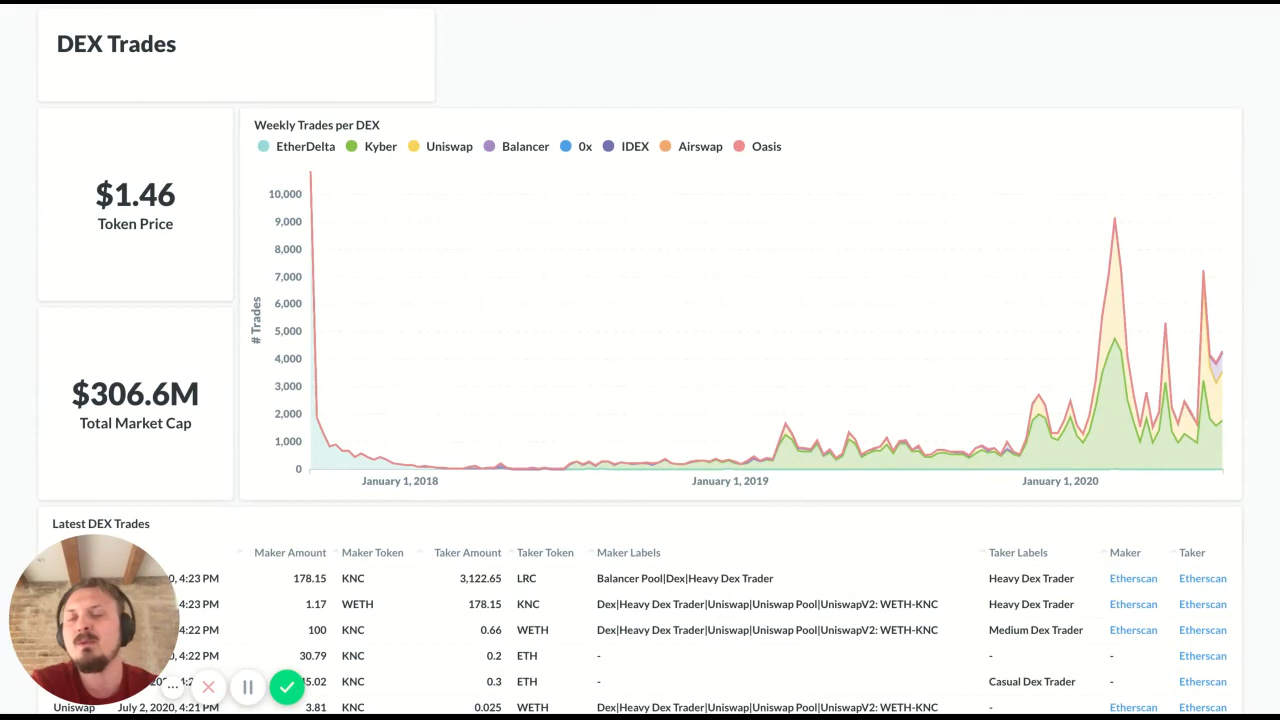 DEX Trades
$1.46
Token Price
$306.6M
Total Market Cap
Weekly Trades per DEX
EtherDelta Kyber Uniswap Balancer 0x IDEX Airswap Oasis
# Trades
10,000
9,000
8,000
7,000
6,000
5,000
4,000
3,000
2,000
1,000
0
January 1, 2018 January 1, 2019 January 1, 2020
Latest DEX Trades
Maker Amount Maker Token Taker Amount Taker Token Maker Labels Taker Labels Maker Taker
0, 4:23 PM 178.15 KNC 3,122.65 LRC Balancer Pool|Dex|Heavy Dex Trader Heavy Dex Trader Etherscan Etherscan
0, 4:23 PM 1.17 WETH 178.15 KNC Dex|Heavy Dex Trader|Uniswap|Uniswap Pool|UniswapV2: WETH-KNC Heavy Dex Trader Etherscan Etherscan
4:22 PM 100 KNC 0.66 WETH Dex|Heavy Dex Trader|Uniswap|Uniswap Pool|UniswapV2: WETH-KNC Medium Dex Trader Etherscan Etherscan
0, 4:22 PM 30.79 KNC 0.2 ETH - - - Etherscan
5.02 KNC 0.3 ETH - Casual Dex Trader - Etherscan
Uniswap July 2, 2020, 4:21 PM 3.81 KNC 0.025 WETH Dex|Heavy Dex Trader|Uniswap|Uniswap Pool|UniswapV2: WETH-KNC - Etherscan Etherscan